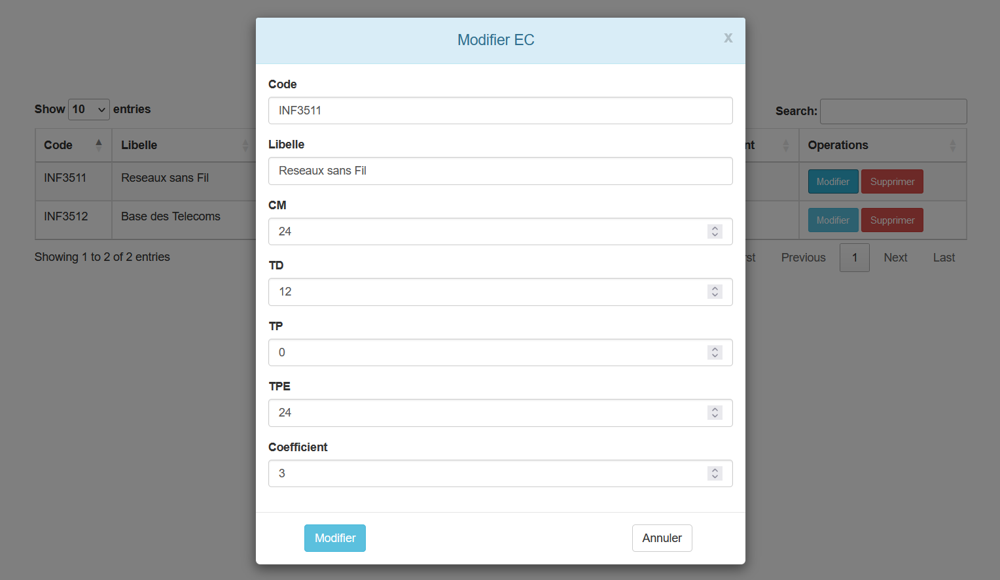 Modifier EC
x
Code
INF3511
Libelle
Reseaux sans Fil
CM
24
TD
12
TP
0
TPE
24
Coefficient
3
Modifier
Annuler
Show 10 entries
Search:
Code Libelle nt Operations
INF3511 Reseaux sans Fil Modifier Supprimer
INF3512 Base des Telecoms Modifier Supprimer
Showing 1 to 2 of 2 entries
st Previous 1 Next Last